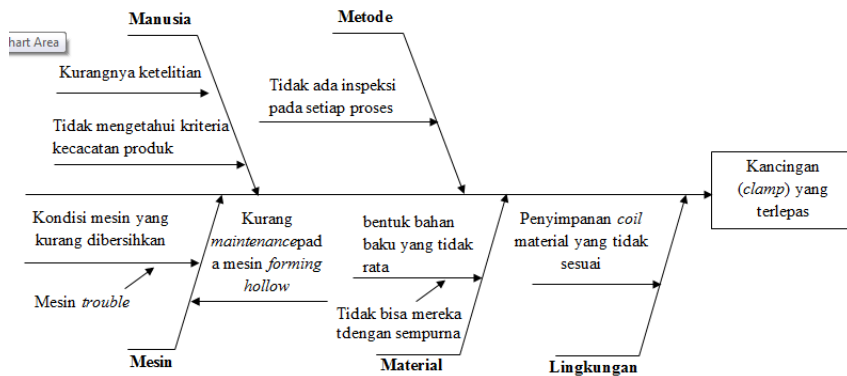 Manusia
Metode
hart Area
Kurangnya ketelitian
Tidak ada inspeksi
pada setiap proses
Tidak mengetahui kriteria
kecacatan produk
Kancingan
(clamp) yang
terlepas
Kondisi mesin yang
kurang dibersihkan
Mesin trouble
Kurang
maintenancepad
a mesin forming
hollow
bentuk bahan
baku yang tidak
rata
Tidak bisa mereka
tdengan sempurna
Penyimpanan coil
material yang tidak
sesuai
Mesin
Material
Lingkungan